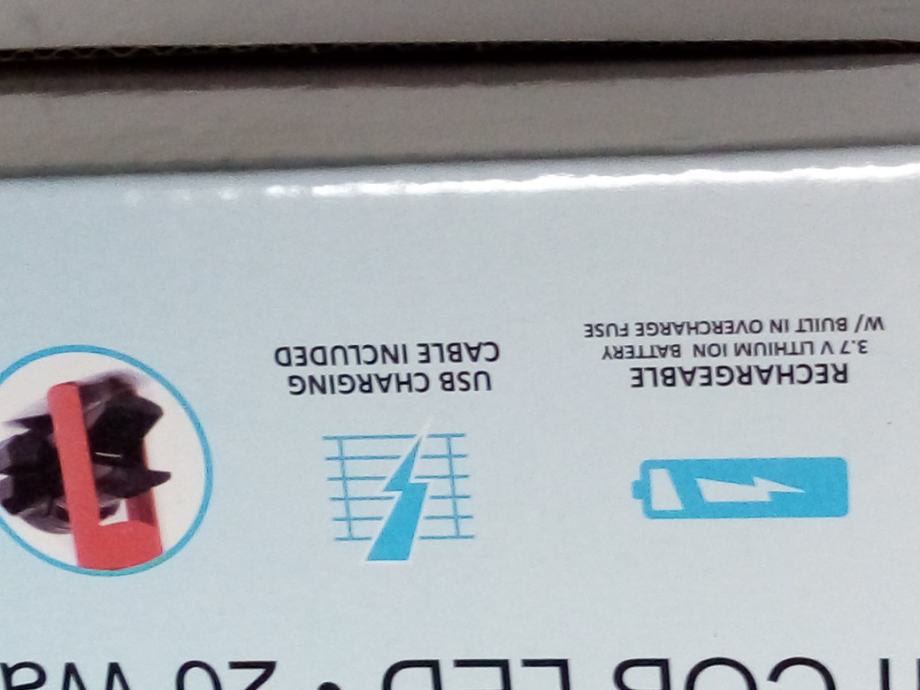 COB LED • 20
RECHARGEABLE
3.7 V LITHIUM ION BATTERY
W/ BUILT IN OVERCHARGE FUSE
USB CHARGING
CABLE INCLUDED